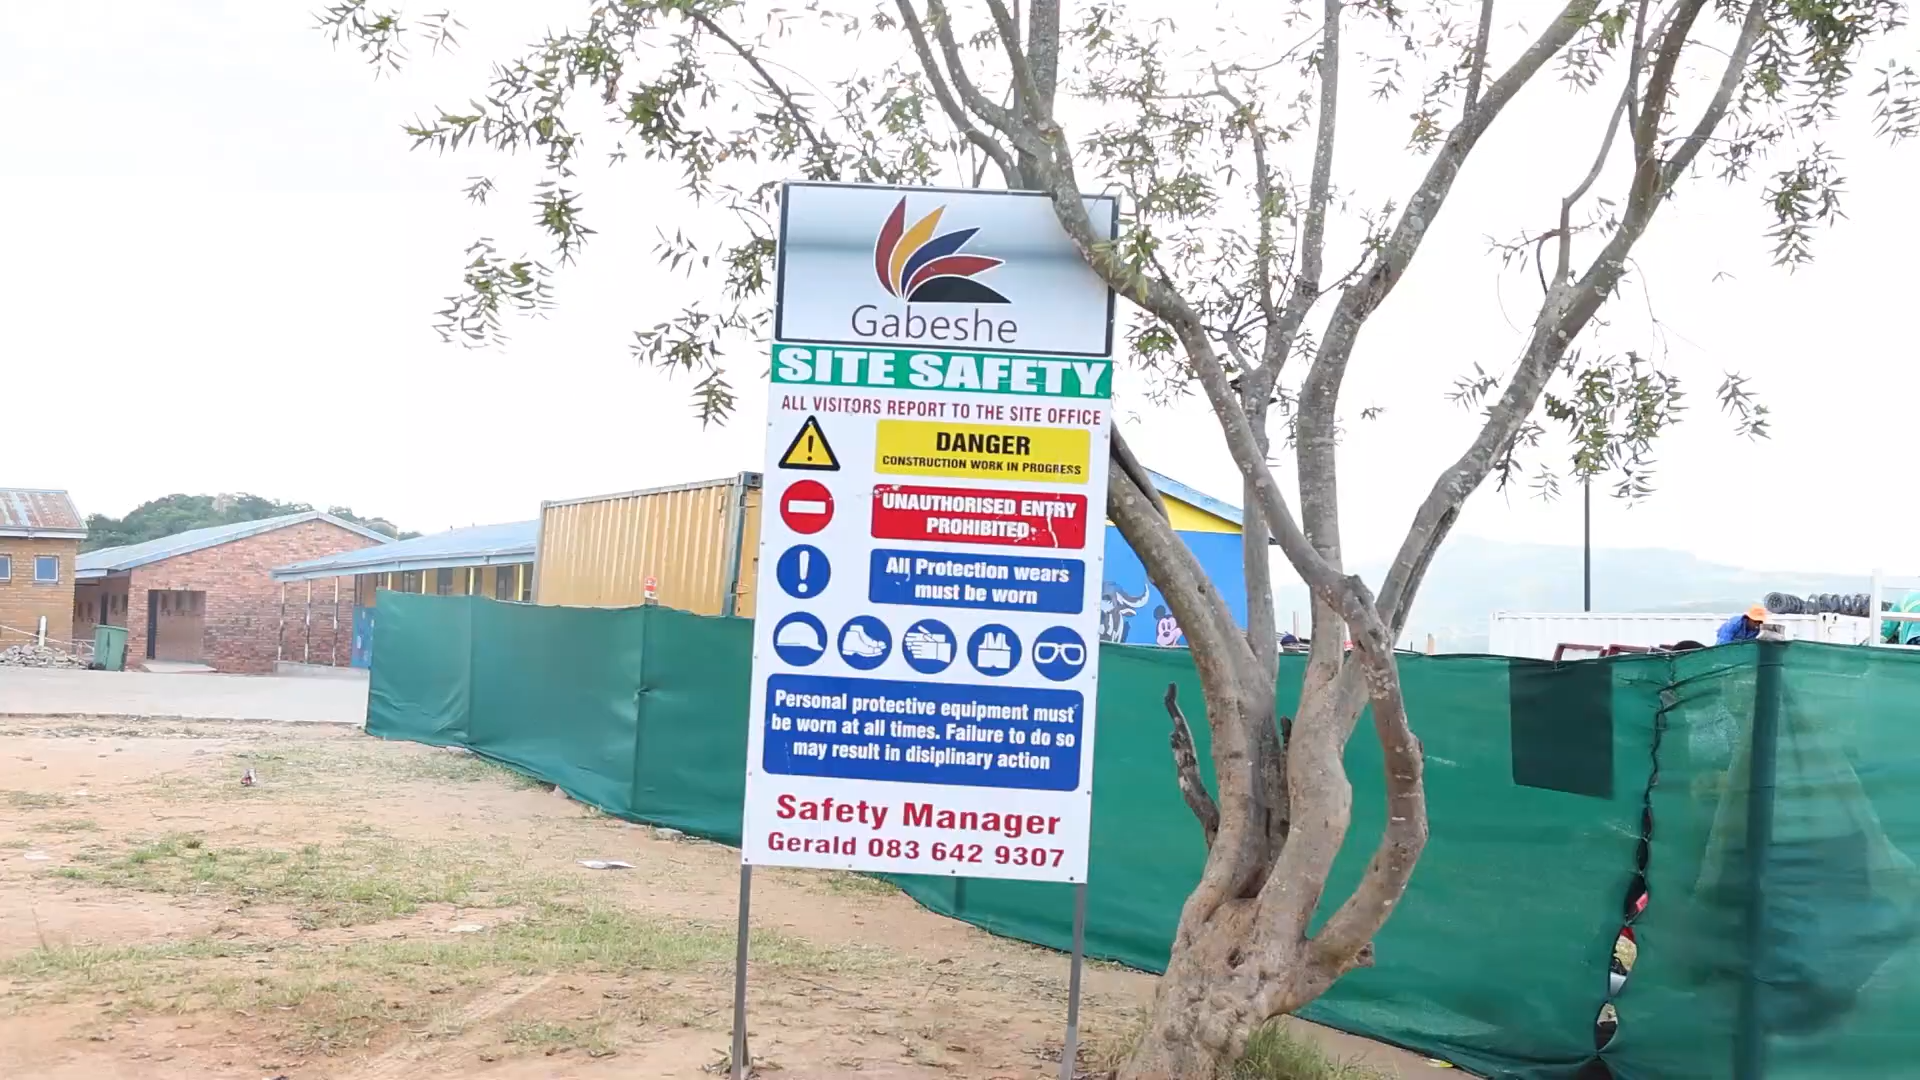 Gabeshe
SITE SAFETY
ALL VISITORS REPORT TO THE SITE OFFICE
DANGER
CONSTRUCTION WORK IN PROGRESS
UNAUTHORISED ENTRY
PROHIBITED
All Protection wears
must be worn
Personal protective equipment must
be worn at all times. Failure to do so
may result in disiplinary action
Safety Manager
Gerald 083 642 9307